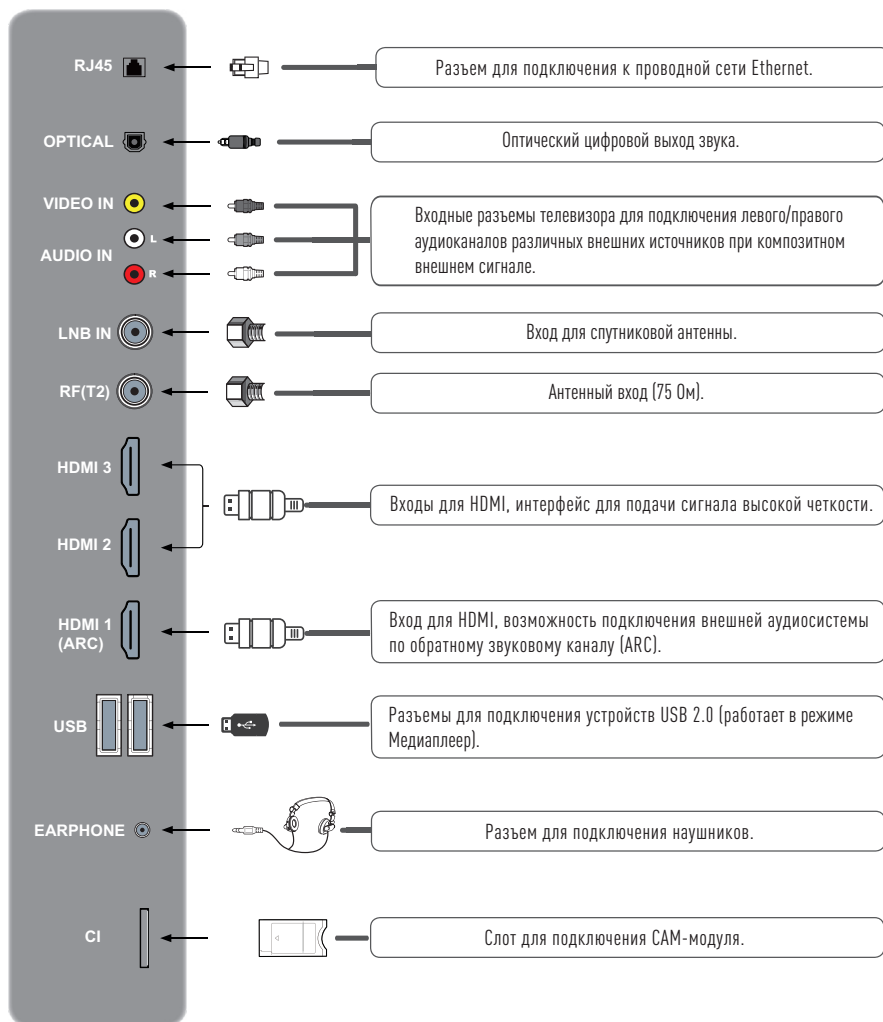 RJ45
Разъем для подключения к проводной сети Ethernet.
OPTICAL
Оптический цифровой выход звука.
VIDEO IN
AUDIO IN
L
R
Входные разъемы телевизора для подключения левого/правого
аудиоканалов различных внешних источников при композитном
внешнем сигнале.
LNB IN
Вход для спутниковой антенны.
RF(T2)
Антенный вход (75 Ом).
HDMI 3
HDMI 2
Входы для HDMI, интерфейс для подачи сигнала высокой четкости.
HDMI 1
(ARC)
Вход для HDMI, возможность подключения внешней аудиосистемы
по обратному звуковому каналу (ARC).
USB
Разъемы для подключения устройств USB 2.0 (работает в режиме
Медиаплеер).
EARPHONE
Разъем для подключения наушников.
CI
Слот для подключения CAM-модуля.